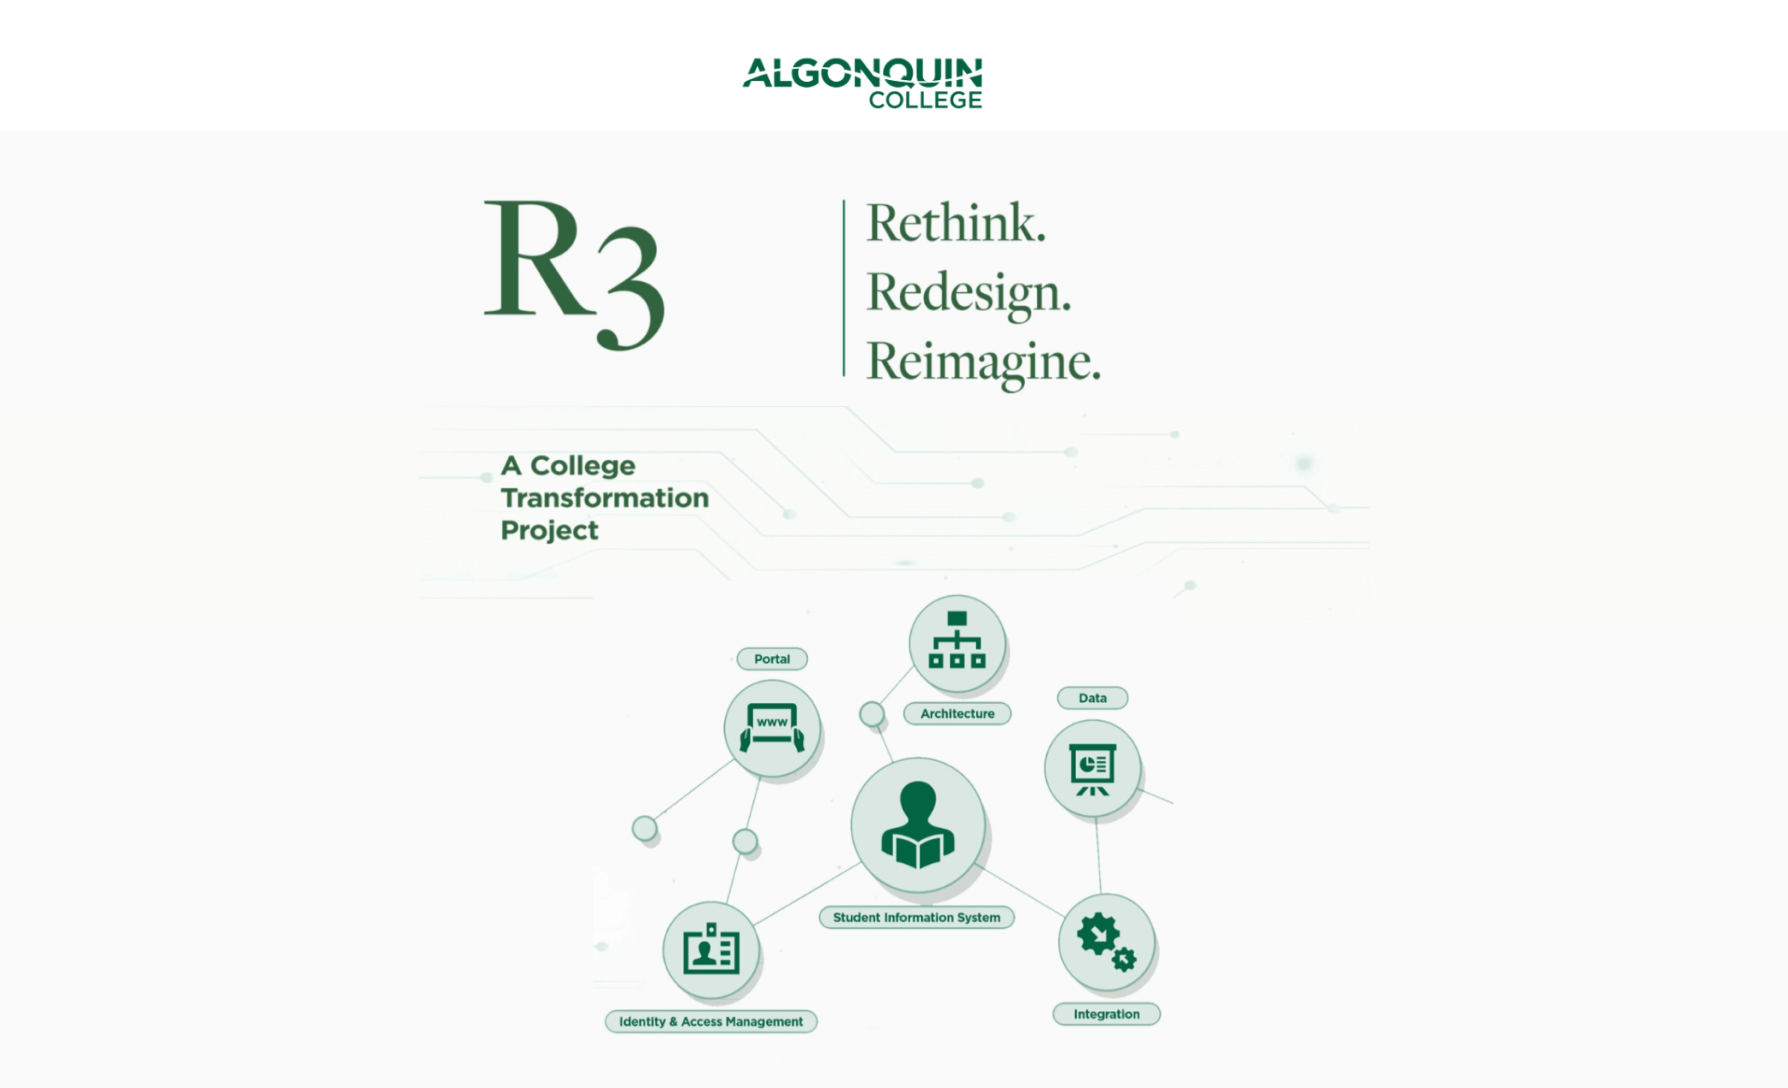 ALGONQUIN
COLLEGE
R3
Rethink.
Redesign.
Reimagine.
A College
Transformation
Project
Portal
www
Architecture
Data
Student Information System
Identity & Access Management
Integration